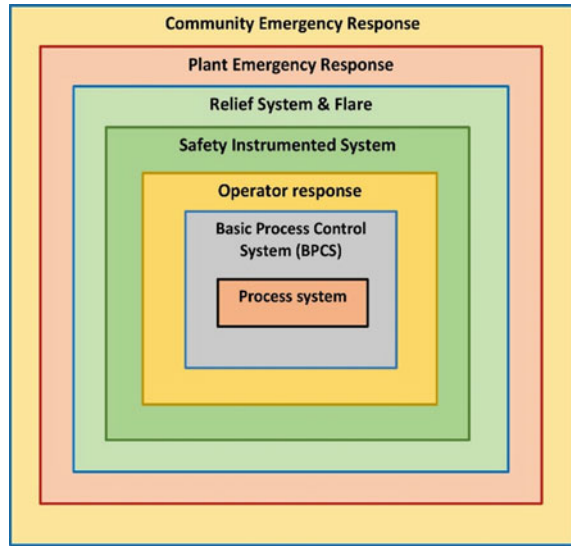 Community Emergency Response
Plant Emergency Response
Relief System & Flare
Safety Instrumented System
Operator response
Basic Process Control
System (BPCS)
Process system